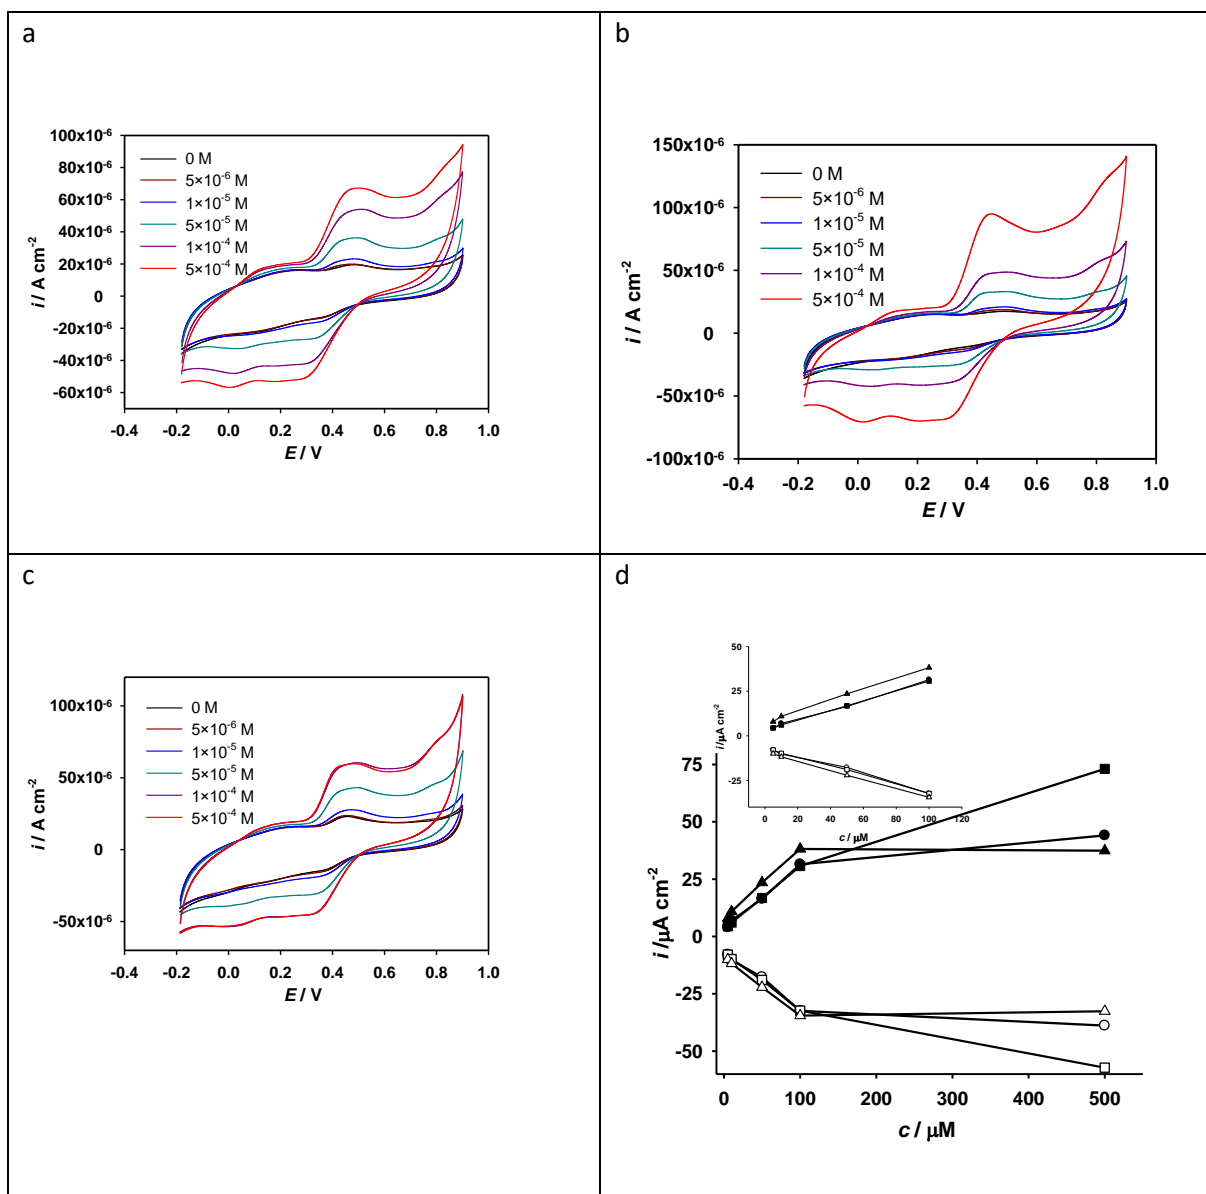 a
100x10⁻⁶
80x10⁻⁶
60x10⁻⁶
40x10⁻⁶
20x10⁻⁶
0
-20x10⁻⁶
-40x10⁻⁶
-60x10⁻⁶
i / A cm⁻²
0 M
5×10⁻⁶ M
1×10⁻⁵ M
5×10⁻⁵ M
1×10⁻⁴ M
5×10⁻⁴ M
-0.4 -0.2 0.0 0.2 0.4 0.6 0.8 1.0
E / V
b
150x10⁻⁶
100x10⁻⁶
50x10⁻⁶
0
-50x10⁻⁶
-100x10⁻⁶
i / A cm⁻²
0 M
5×10⁻⁶ M
1×10⁻⁵ M
5×10⁻⁵ M
1×10⁻⁴ M
5×10⁻⁴ M
-0.4 -0.2 0.0 0.2 0.4 0.6 0.8 1.0
E / V
c
100x10⁻⁶
50x10⁻⁶
0
-50x10⁻⁶
i / A cm⁻²
0 M
5×10⁻⁶ M
1×10⁻⁵ M
5×10⁻⁵ M
1×10⁻⁴ M
5×10⁻⁴ M
-0.4 -0.2 0.0 0.2 0.4 0.6 0.8 1.0
E / V
d
50
25
0
-25
i /μA cm⁻²
0 20 40 60 80 100 120
c / μM
75
50
25
0
-25
-50
i /μA cm⁻²
0 100 200 300 400 500
c / μM